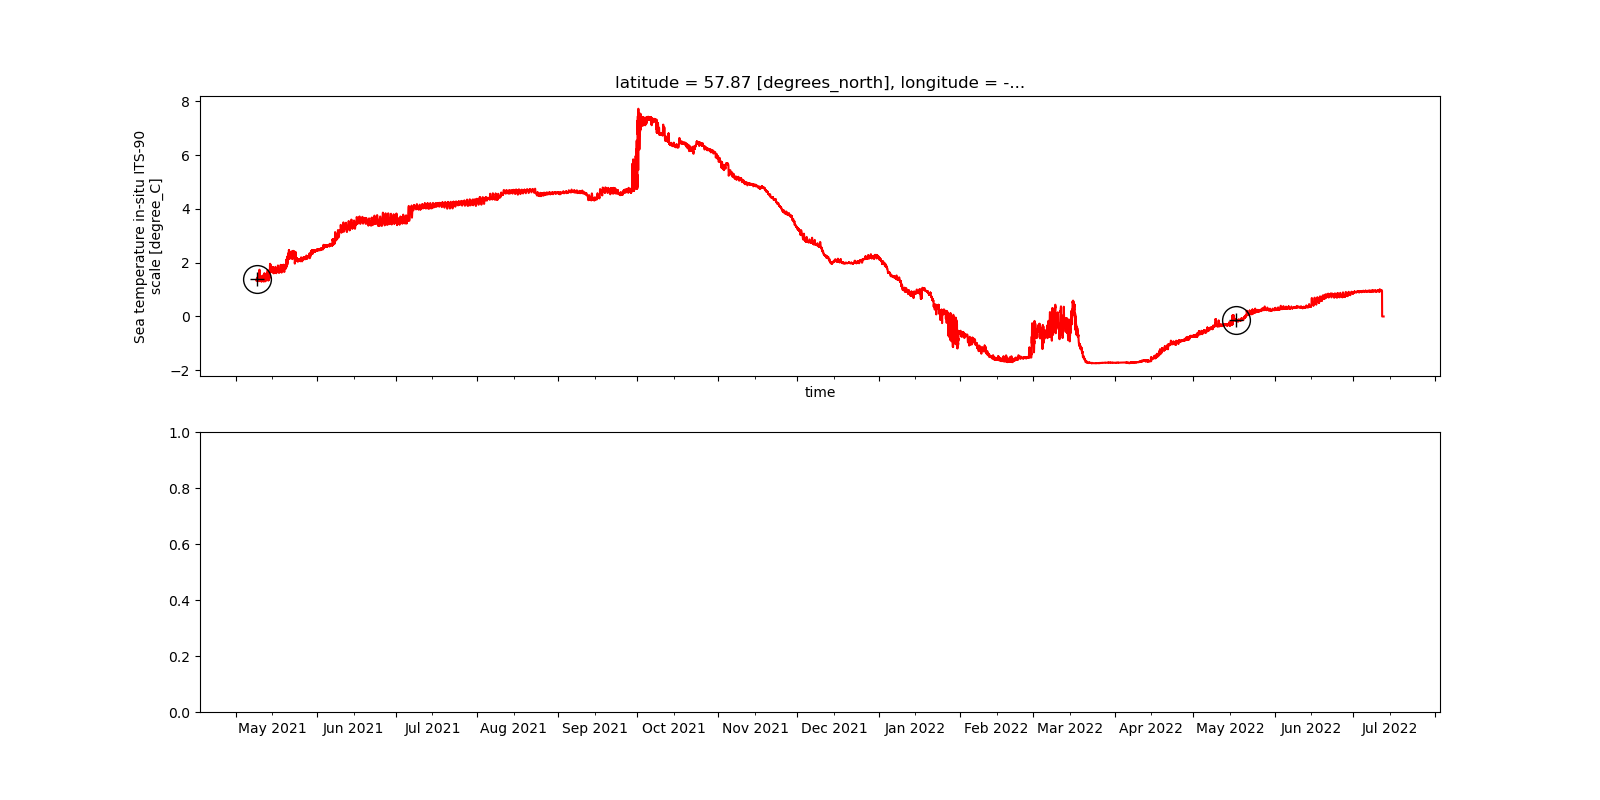 latitude = 57.87 [degrees_north], longitude = -...
Sea temperature in-situ ITS-90
scale [degree_C]
8
6
4
2
0
−2
time
1.0
0.8
0.6
0.4
0.2
0.0
May 2021 Jun 2021 Jul 2021 Aug 2021 Sep 2021 Oct 2021 Nov 2021 Dec 2021 Jan 2022 Feb 2022 Mar 2022 Apr 2022 May 2022 Jun 2022 Jul 2022